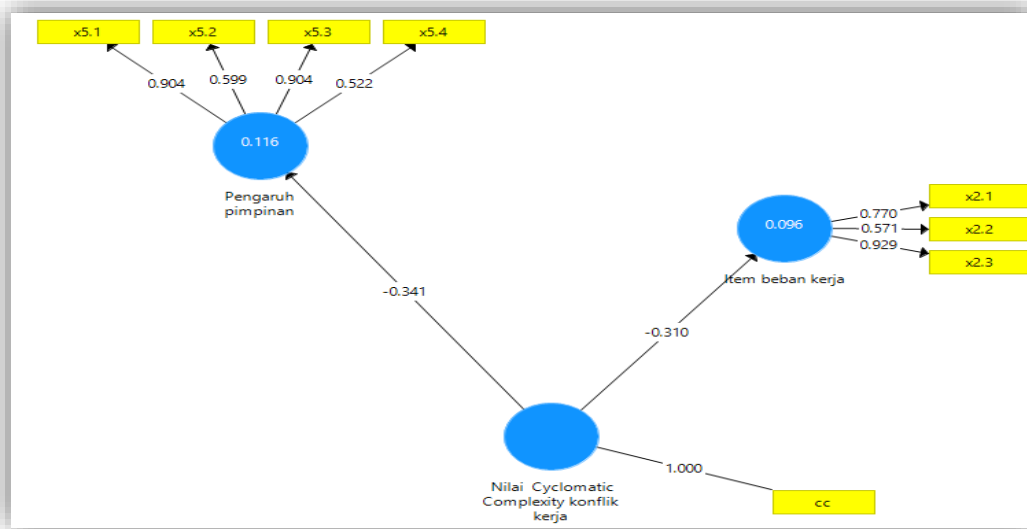 x5.1
x5.2
x5.3
x5.4
0.904
0.599
0.904
0.522
0.116
Pengaruh
pimpinan
x2.1
0.770
0.096
0.571
x2.2
0.929
x2.3
Item beban kerja
-0.341
-0.310
1.000
Nilai Cyclomatic
Complexity konflik
kerja
cc